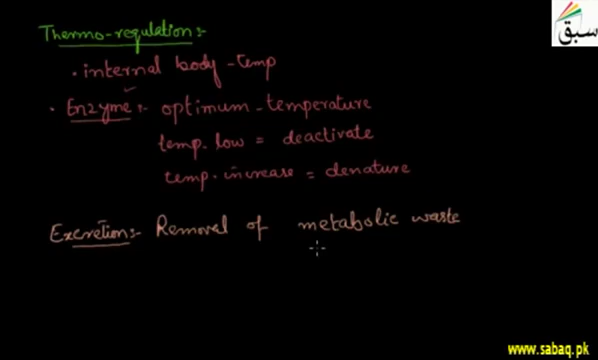 Thermo-regulation:-
سبق
• internal body-temp
• Enzyme:- optimum-temperature
temp. low = deactivate
temp. increase = denature
Excretion:- Removal of metabolic waste
www.sabaq.pk